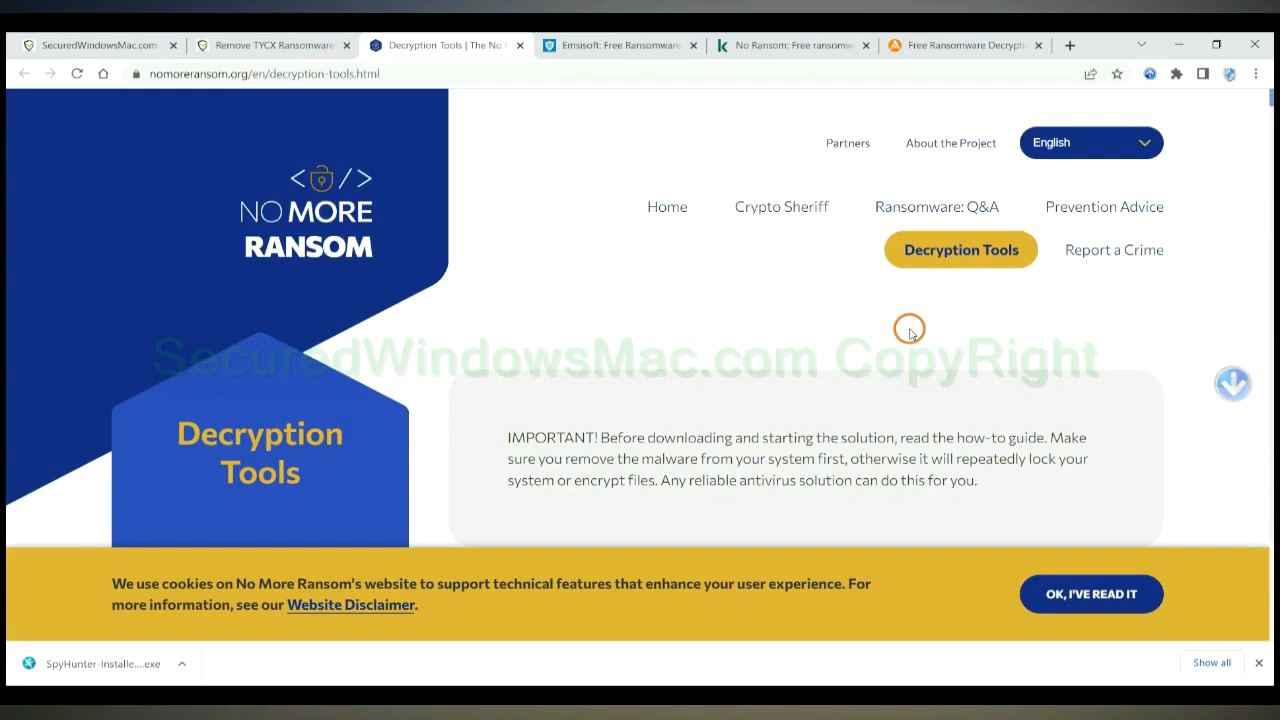 SecuredWindowsMac.com
Remove TYCX Ransomware
Decryption Tools | The No
Emsisoft: Free Ransomware
No Ransom: Free ransomw
Free Ransomware Decrypti
nomoreransom.org/en/decryption-tools.html
Partners
About the Project
English
NO MORE
RANSOM
Home
Crypto Sheriff
Ransomware: Q&A
Prevention Advice
Decryption Tools
Report a Crime
SecuredWindowsMac.com CopyRight
Decryption
Tools
IMPORTANT! Before downloading and starting the solution, read the how-to guide. Make
sure you remove the malware from your system first, otherwise it will repeatedly lock your
system or encrypt files. Any reliable antivirus solution can do this for you.
We use cookies on No More Ransom's website to support technical features that enhance your user experience. For
more information, see our Website Disclaimer.
OK, I'VE READ IT
SpyHunter-Installe....exe
Show all